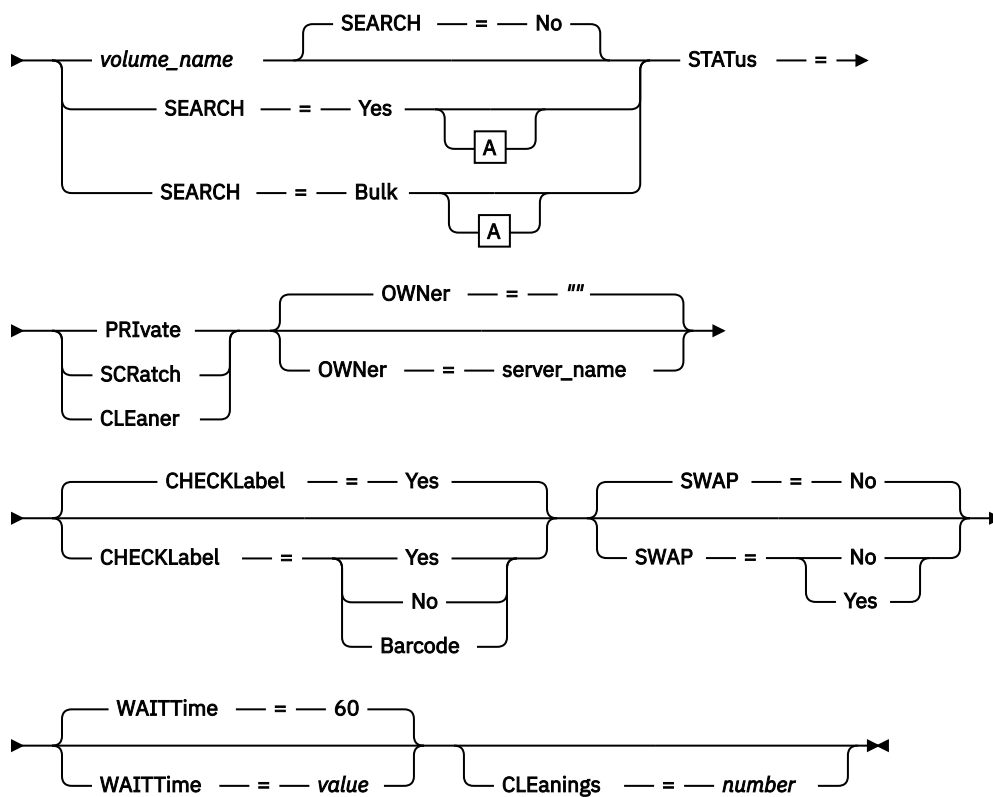 SEARCH = No
volume_name STATus =
SEARCH = Yes
A
SEARCH = Bulk
A
OWNer = ""
PRIvate
SCRatch OWNer = server_name
CLEaner
CHECKLabel = Yes SWAP = No
CHECKLabel = Yes SWAP = No
No Yes
Barcode
WAITTime = 60
WAITTime = value CLEanings = number